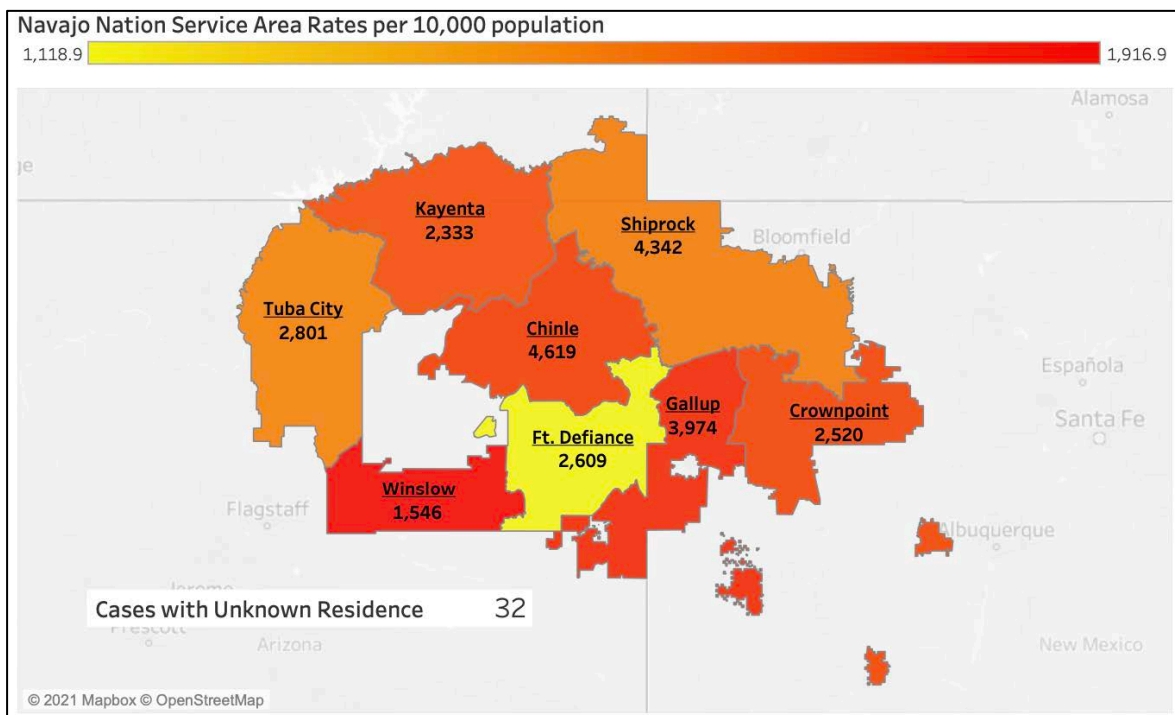 Navajo Nation Service Area Rates per 10,000 population
1,118.9
1,916.9
Alamosa
ge
Kayenta
2,333
Shiprock
4,342
Bloomfield
Tuba City
2,801
Chinle
4,619
Española
Gallup
3,974
Crownpoint
2,520
Santa Fe
Ft. Defiance
2,609
Winslow
1,546
Flagstaff
Albuquerque
Jerome
Cases with Unknown Residence 32
Prescott
Arizona
New Mexico
© 2021 Mapbox © OpenStreetMap